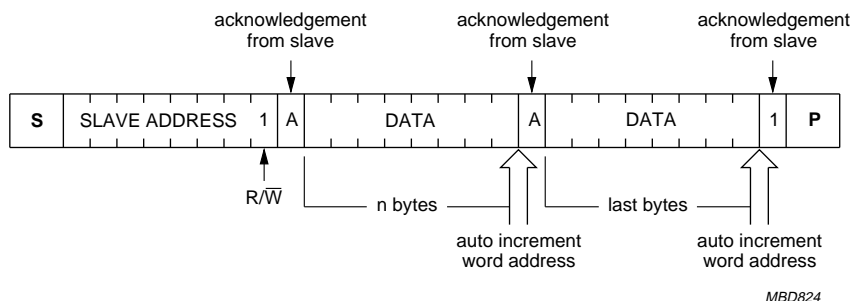 acknowledgement from slave
acknowledgement from slave
acknowledgement from slave
S SLAVE ADDRESS 1 A DATA A DATA 1 P
R/W̅
n bytes
last bytes
auto increment word address
auto increment word address
MBD824